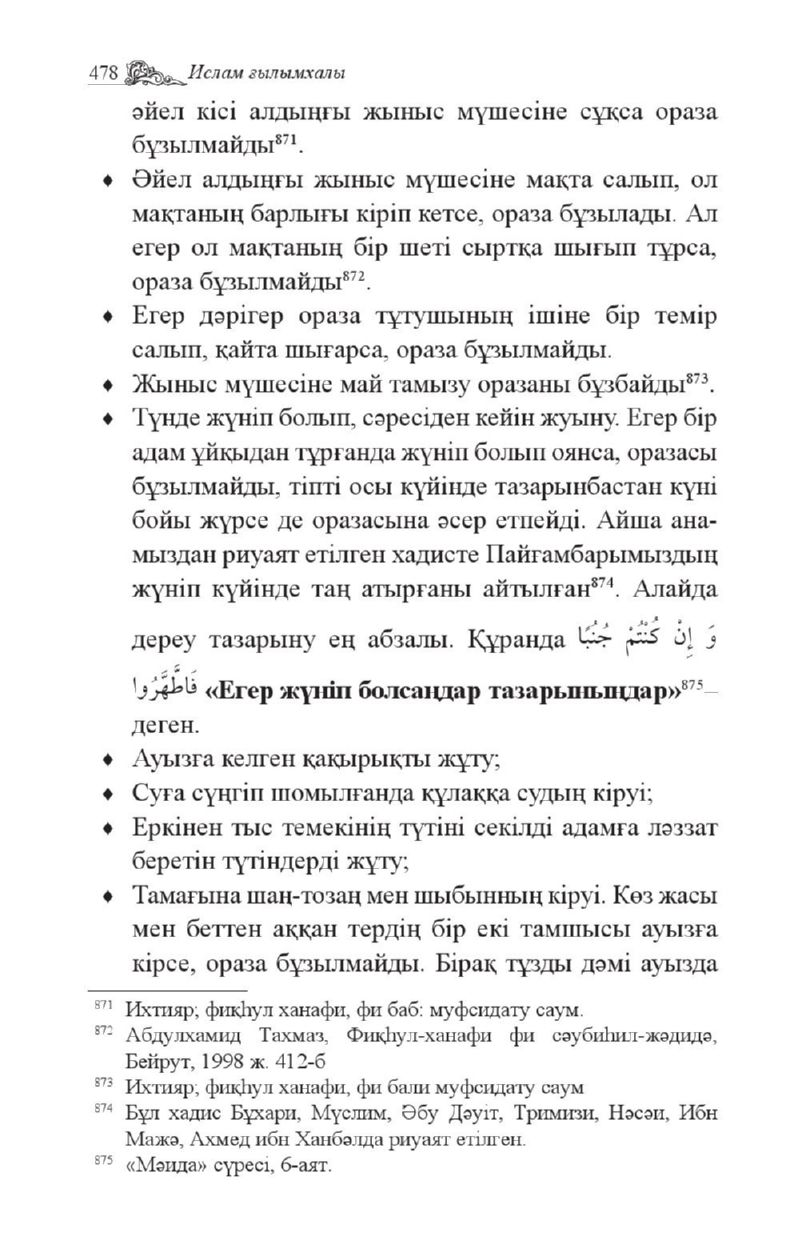 478 Ислам ғылымхалы
әйел кісі алдыңғы жыныс мүшесіне сұқса ораза
бұзылмайды⁸⁷¹.
♦ Әйел алдыңғы жыныс мүшесіне мақта салып, ол
мақтаның барлығы кіріп кетсе, ораза бұзылады. Ал
егер ол мақтаның бір шеті сыртқа шығып тұрса,
ораза бұзылмайды⁸⁷².
♦ Егер дәрігер ораза тұтушының ішіне бір темір
салып, қайта шығарса, ораза бұзылмайды.
♦ Жыныс мүшесіне май тамызу оразаны бұзбайды⁸⁷³.
♦ Түнде жүніп болып, сәресіден кейін жуыну. Егер бір
адам ұйқыдан тұрғанда жүніп болып оянса, оразасы
бұзылмайды, тіпті осы күйінде тазарынбастан күні
бойы жүрсе де оразасына әсер етпейді. Айша ана-
мыздан риуаят етілген хадисте Пайғамбарымыздың
жүніп күйінде таң атырғаны айтылған⁸⁷⁴. Алайда
дереу тазарыну ең абзалы. Құранда وَ إِنْ كُنْتُمْ جُنُبًا
فَاطَّهَّرُوا «Егер жүніп болсаңдар тазарыныңдар»⁸⁷⁵–
деген.
♦ Ауызға келген қақырықты жұту;
♦ Суға сүңгіп шомылғанда құлаққа судың кіруі;
♦ Еркінен тыс темекінің түтіні секілді адамға ләззат
беретін түтіндерді жұту;
♦ Тамағына шаң-тозаң мен шыбынның кіруі. Көз жасы
мен беттен аққан тердің бір екі тамшысы ауызға
кірсе, ораза бұзылмайды. Бірақ тұзды дәмі ауызда
⁸⁷¹ Ихтияр; фиқһул ханафи, фи баб: муфсидату саум.
⁸⁷² Абдулхамид Тахмаз, Фиқһул-ханафи фи сәубиһил-жәдидә,
Бейрут, 1998 ж. 412-б
⁸⁷³ Ихтияр; фиқһул ханафи, фи бали муфсидату саум
⁸⁷⁴ Бұл хадис Бұхари, Мүслим, Әбу Дәуіт, Тримизи, Нәсәи, Ибн
Мажә, Ахмед ибн Ханбәлда риуаят етілген.
⁸⁷⁵ «Мәида» сүресі, 6-аят.